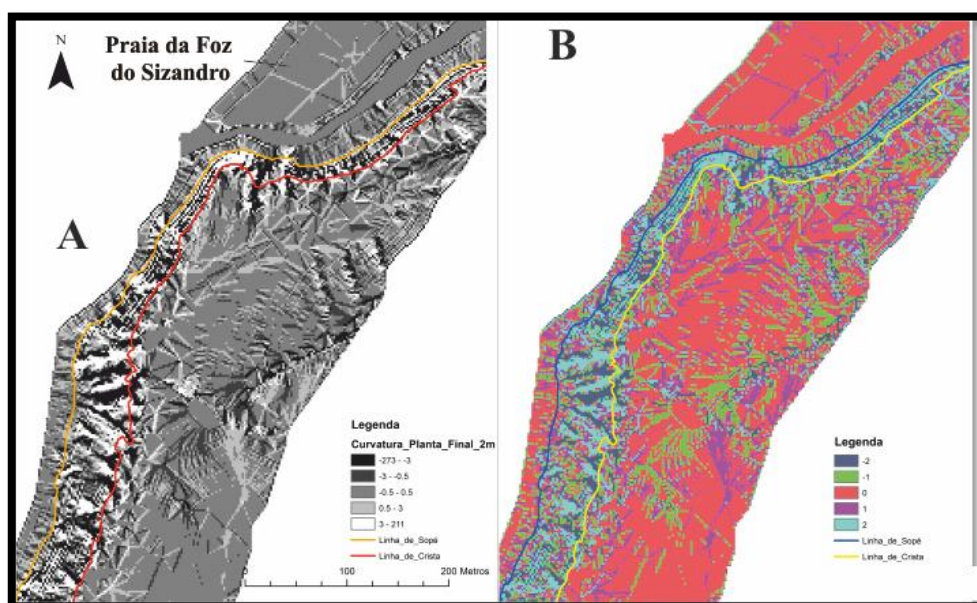 N
Praia da Foz
do Sizandro
A
Legenda
Curvatura_Planta_Final_2m
-273 - -3
-3 - -0.5
-0.5 - 0.5
0.5 - 3
3 - 211
Linha_de_Sopé
Linha_de_Crista
100
200 Metros
B
Legenda
-2
-1
0
1
2
Linha_de_Sopé
Linha_de_Crista